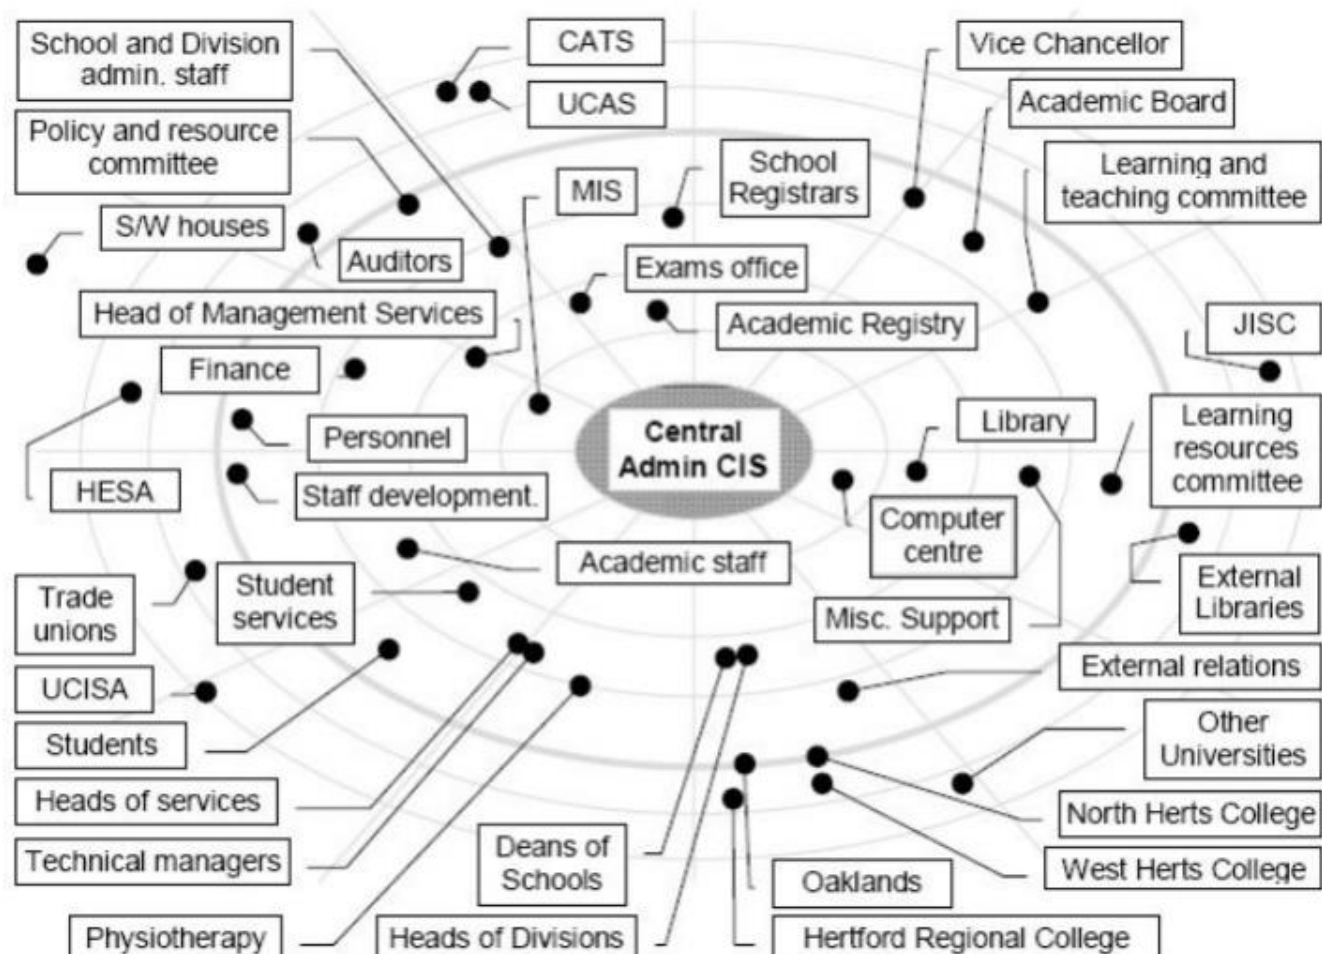 School and Division
admin. staff
CATS
Vice Chancellor
UCAS
Academic Board
Policy and resource
committee
School
Registrars
Learning and
teaching committee
MIS
S/W houses
Auditors
Exams office
Head of Management Services
Academic Registry
JISC
Finance
Library
Learning
resources
committee
Personnel
Central
Admin CIS
HESA
Staff development.
Computer
centre
Academic staff
External
Libraries
Trade
unions
Student
services
Misc. Support
External relations
UCISA
Other
Universities
Students
Heads of services
North Herts College
Technical managers
Deans of
Schools
Oaklands
West Herts College
Physiotherapy
Heads of Divisions
Hertford Regional College